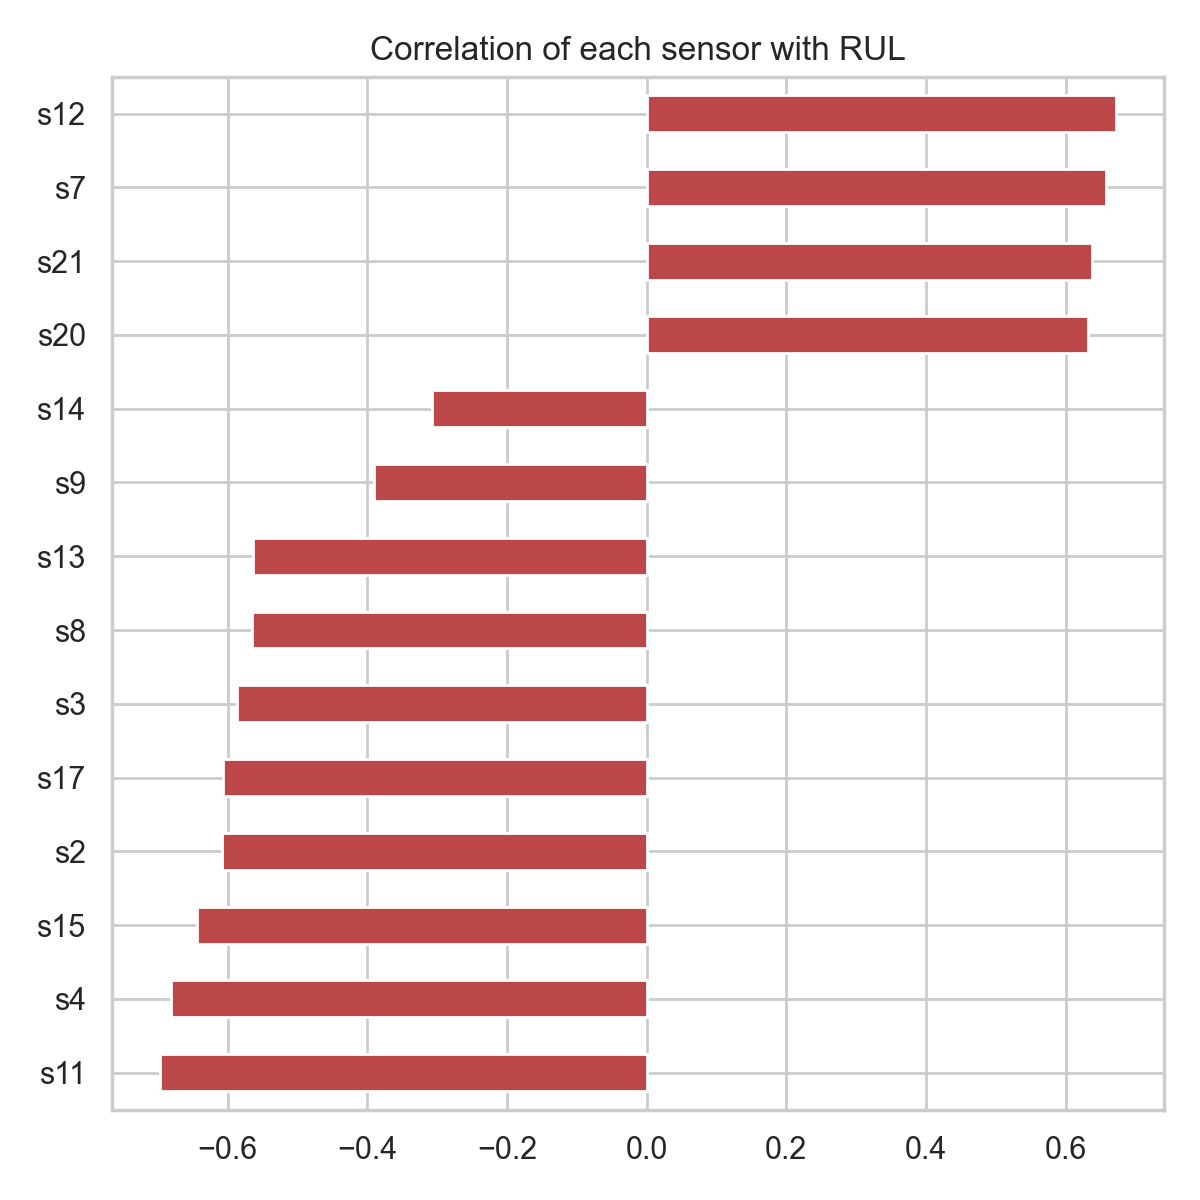 Correlation of each sensor with RUL
s12
s7
s21
s20
s14
s9
s13
s8
s3
s17
s2
s15
s4
s11
−0.6 −0.4 −0.2 0.0 0.2 0.4 0.6